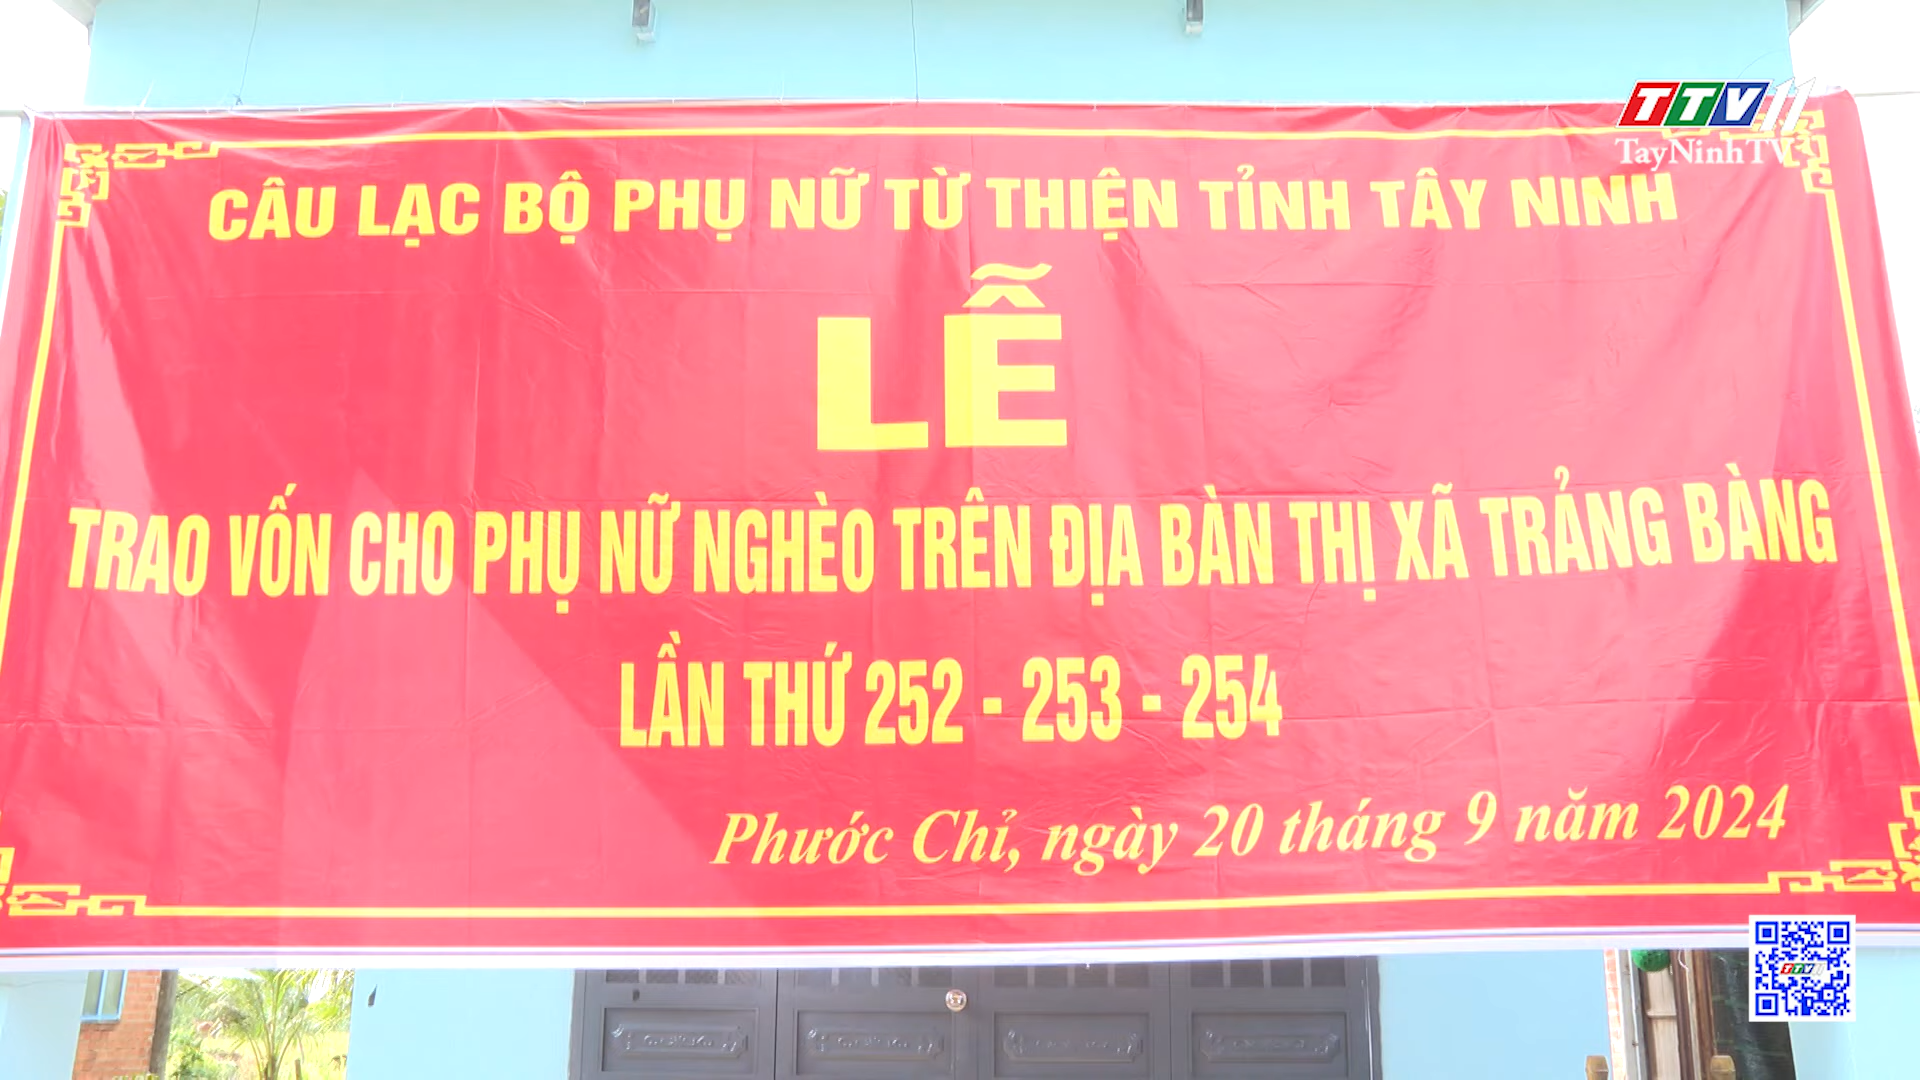 TTV11
TayNinhTV
CÂU LẠC BỘ PHỤ NỮ TỪ THIỆN TỈNH TÂY NINH
LỄ
TRAO VỐN CHO PHỤ NỮ NGHÈO TRÊN ĐỊA BÀN THỊ XÃ TRẢNG BÀNG
LẦN THỨ 252 - 253 - 254
Phước Chỉ, ngày 20 tháng 9 năm 2024
TTV11